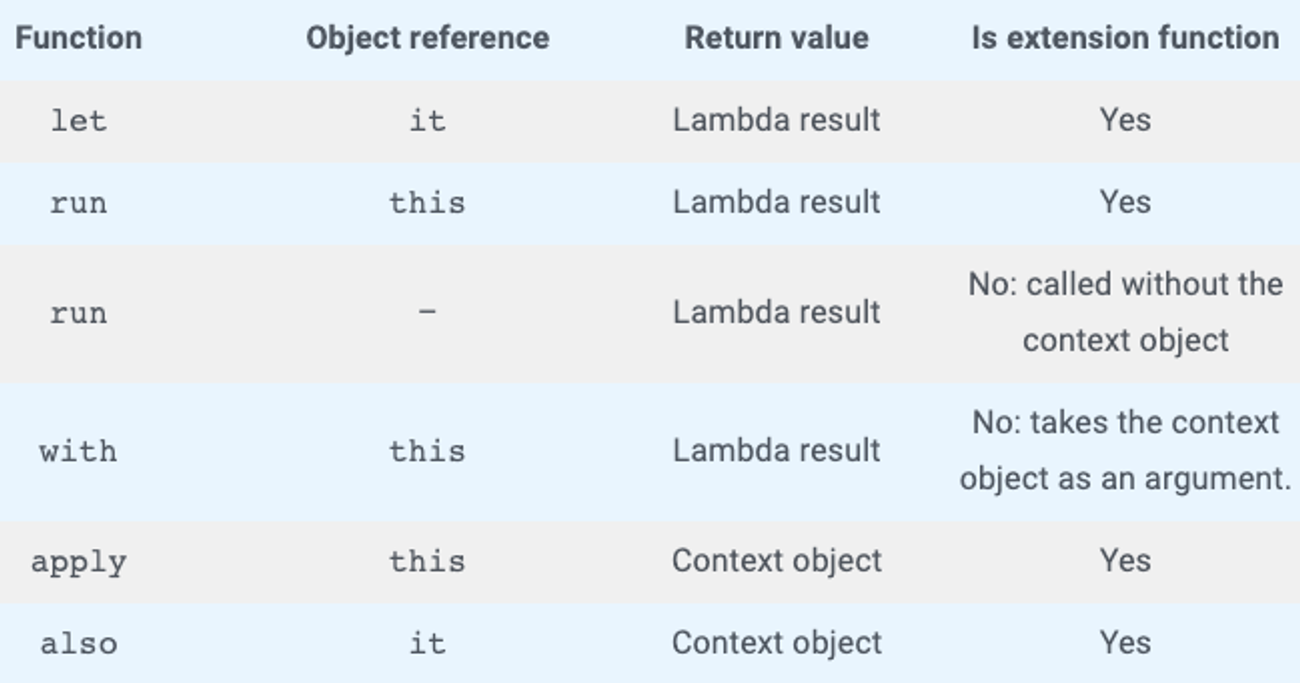 Function Object reference Return value Is extension function
let it Lambda result Yes
run this Lambda result Yes
run – Lambda result No: called without the
context object
with this Lambda result No: takes the context
object as an argument.
apply this Context object Yes
also it Context object Yes